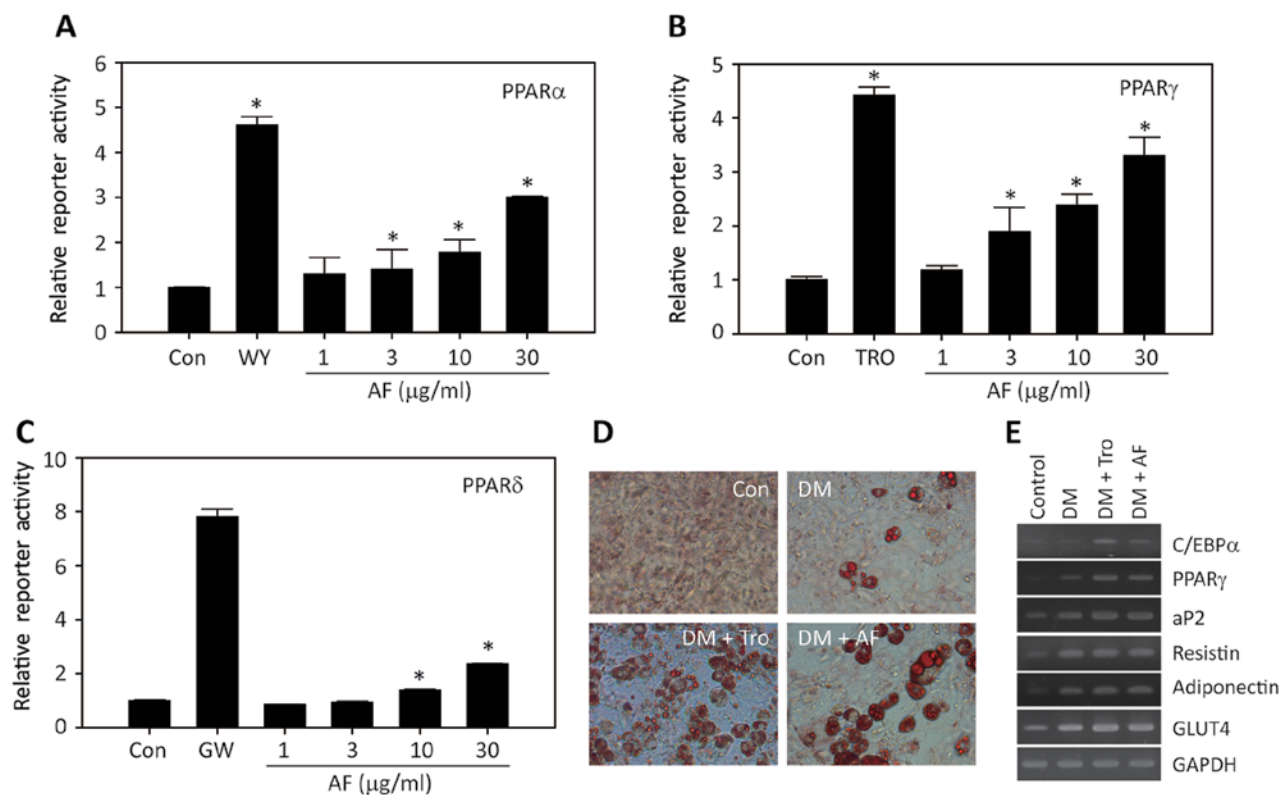 A
Relative reporter activity
6
5
4
3
2
1
0
PPARα
*
*
*
*
Con
WY
1
3
10
30
AF (µg/ml)
B
Relative reporter activity
5
4
3
2
1
0
PPARγ
*
*
*
*
Con
TRO
1
3
10
30
AF (µg/ml)
C
Relative reporter activity
10
8
6
4
2
0
PPARδ
*
*
Con
GW
1
3
10
30
AF (µg/ml)
D
Con
DM
DM + Tro
DM + AF
E
Control
DM
DM + Tro
DM + AF
C/EBPα
PPARγ
aP2
Resistin
Adiponectin
GLUT4
GAPDH